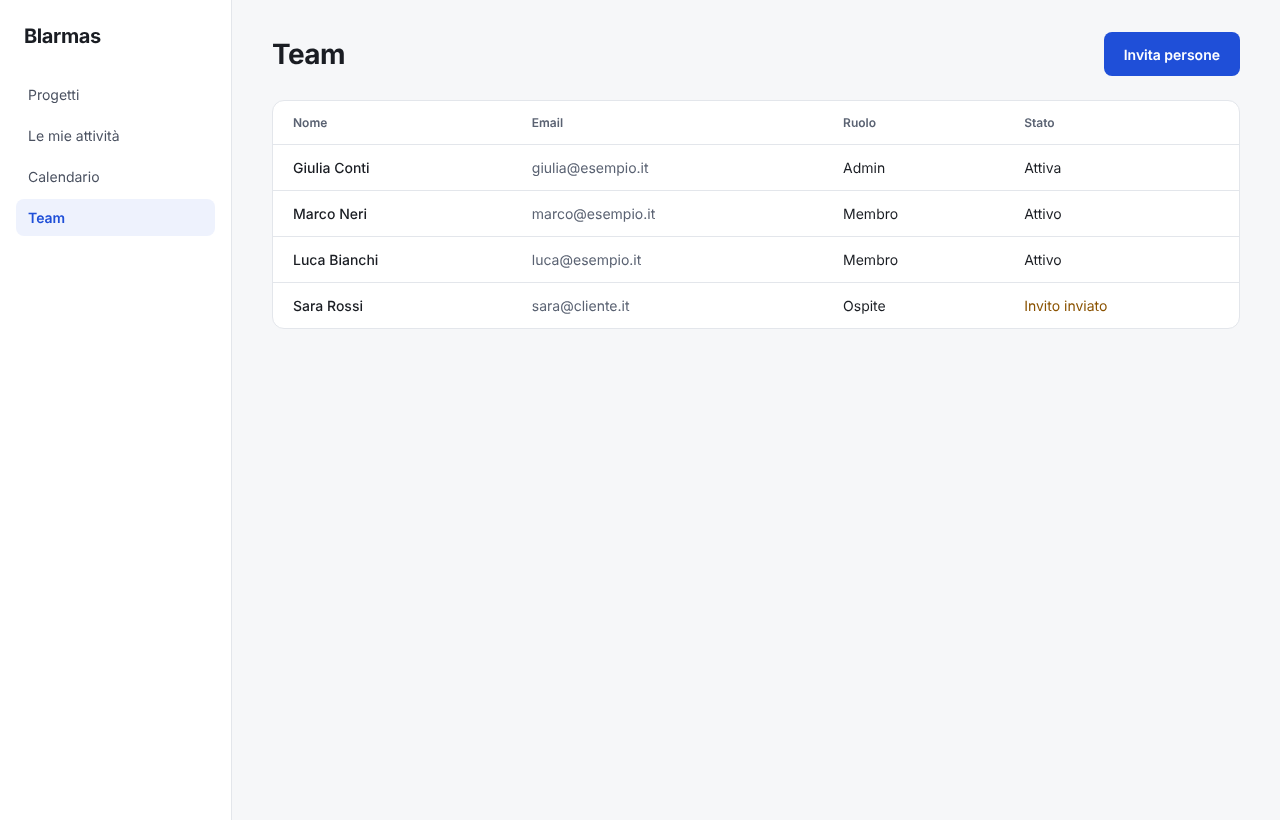 Blarmas
Progetti
Le mie attività
Calendario
Team
Team
Invita persone
Nome Email Ruolo Stato
Giulia Conti giulia@esempio.it Admin Attiva
Marco Neri marco@esempio.it Membro Attivo
Luca Bianchi luca@esempio.it Membro Attivo
Sara Rossi sara@cliente.it Ospite Invito inviato